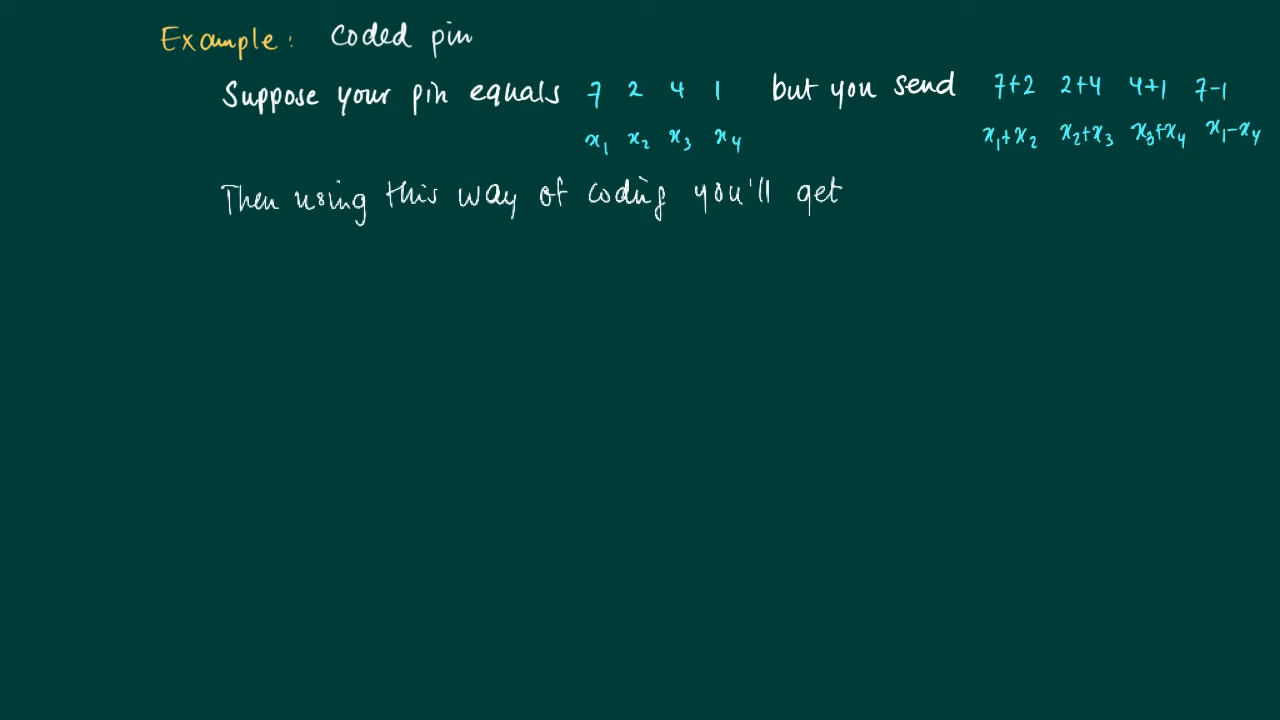 Example: Coded pin
Suppose your pin equals 7 2 4 1 but you send 7+2 2+4 4+1 7-1
x₁ x₂ x₃ x₄ x₁+x₂ x₂+x₃ x₃+x₄ x₁-x₄
Then using this way of coding you'll get